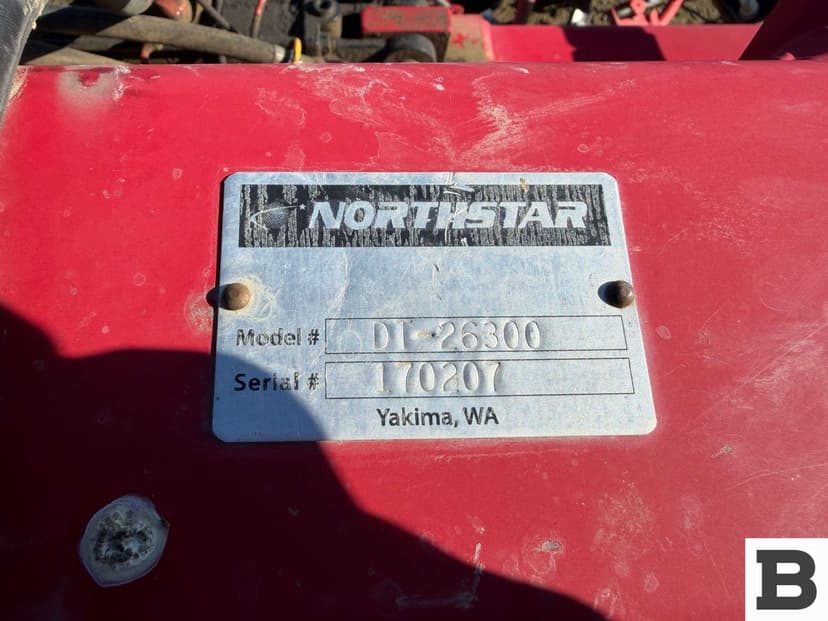 NORTHSTAR
Model # DT-26300
Serial # 170207
Yakima, WA
B